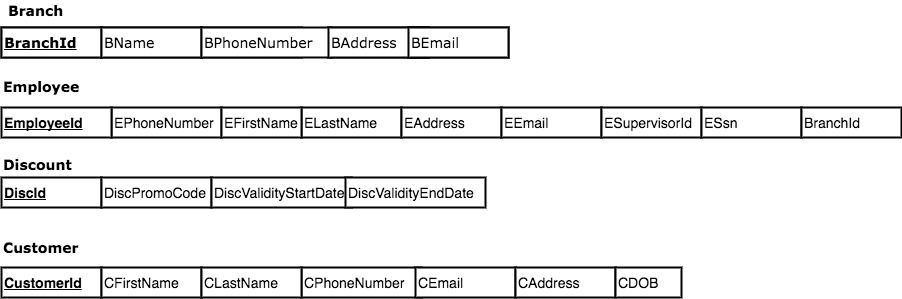 Branch
BranchId BName BPhoneNumber BAddress BEmail
Employee
EmployeeId EPhoneNumber EFirstName ELastName EAddress EEmail ESupervisorId ESsn BranchId
Discount
DiscId DiscPromoCode DiscValidityStartDate DiscValidityEndDate
Customer
CustomerId CFirstName CLastName CPhoneNumber CEmail CAddress CDOB